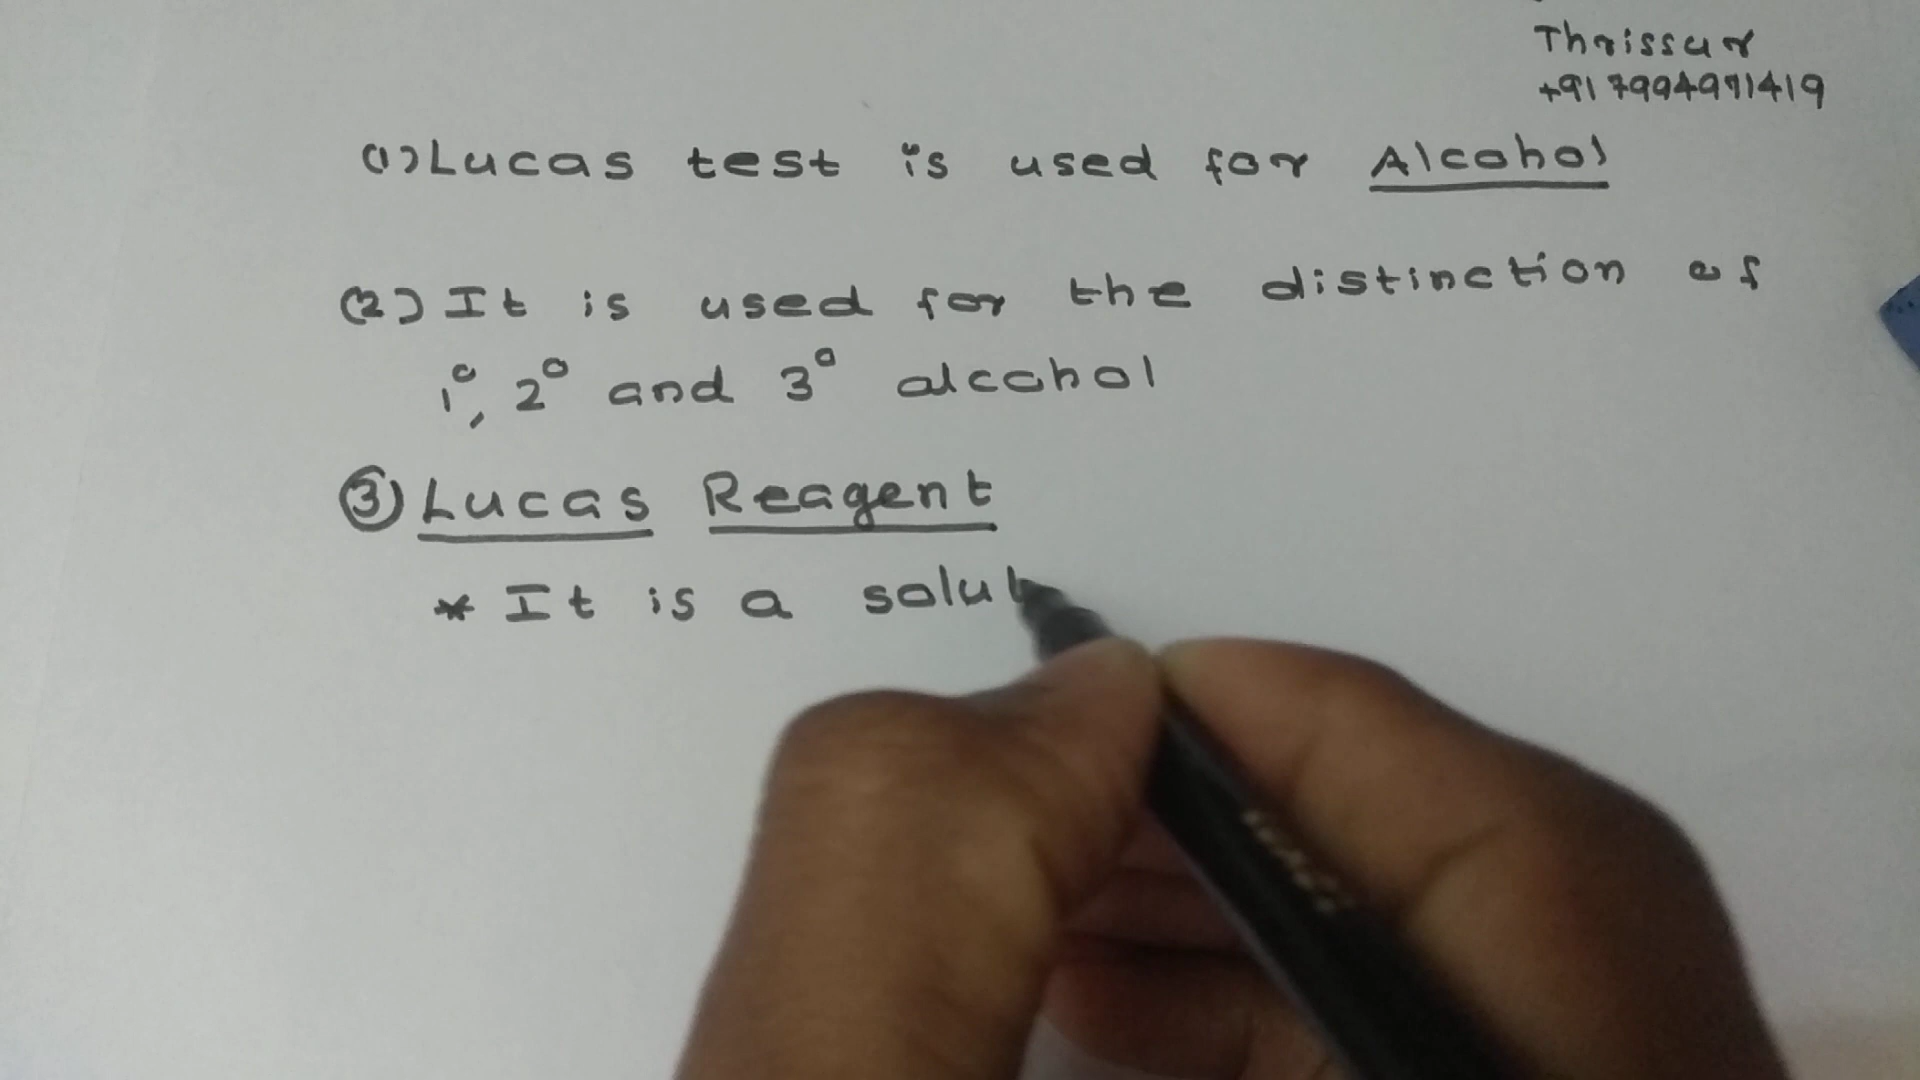 Thrissur
+91 7994971419
(1) Lucas test is used for Alcohol
(2) It is used for the distinction of
1°, 2° and 3° alcohol
③ Lucas Reagent
* It is a solut